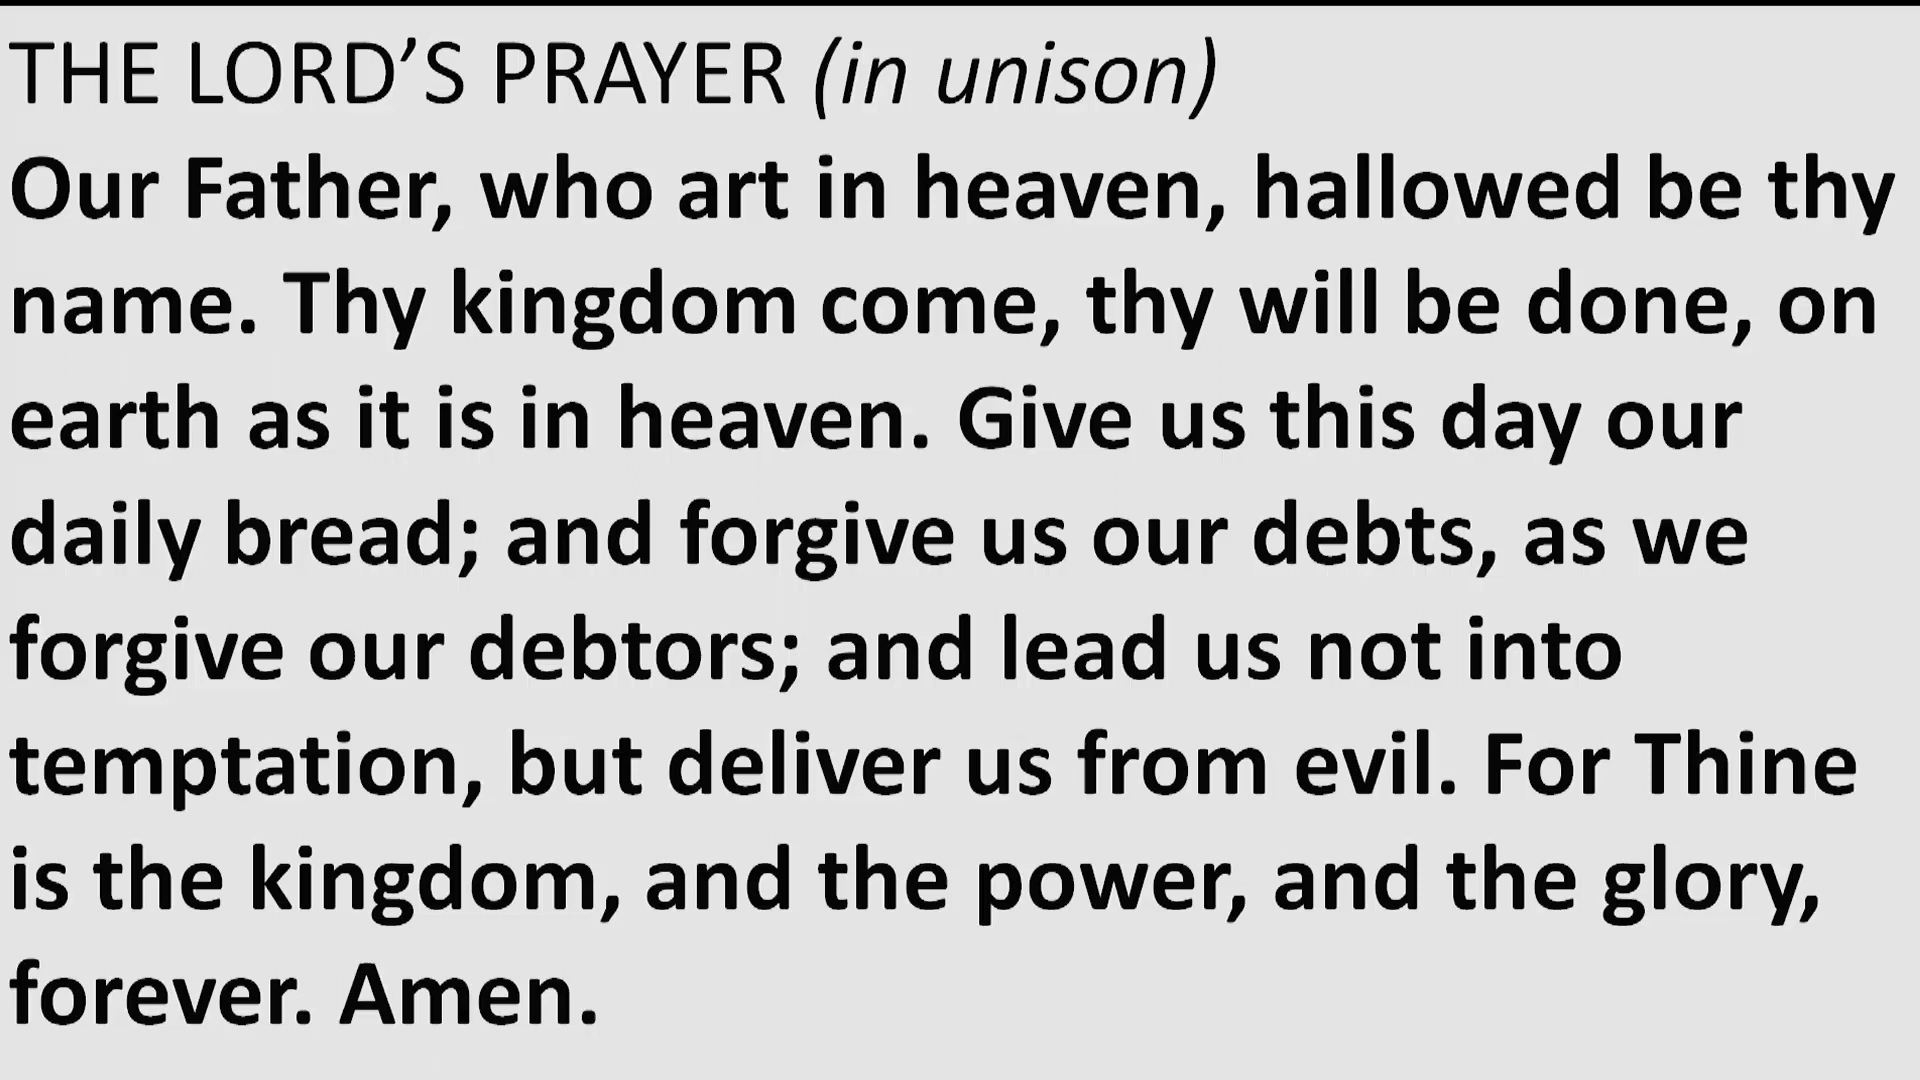 THE LORD’S PRAYER (in unison)
Our Father, who art in heaven, hallowed be thy
name. Thy kingdom come, thy will be done, on
earth as it is in heaven. Give us this day our
daily bread; and forgive us our debts, as we
forgive our debtors; and lead us not into
temptation, but deliver us from evil. For Thine
is the kingdom, and the power, and the glory,
forever. Amen.